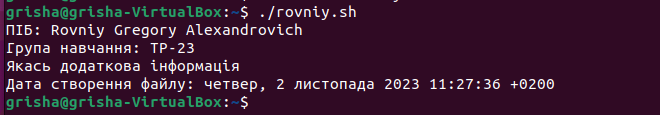 grisha@grisha-VirtualBox:~$ ./rovniy.sh
ПІБ: Rovniy Gregory Alexandrovich
Група навчання: ТР-23
Якась додаткова інформація
Дата створення файлу: четвер, 2 листопада 2023 11:27:36 +0200
grisha@grisha-VirtualBox:~$